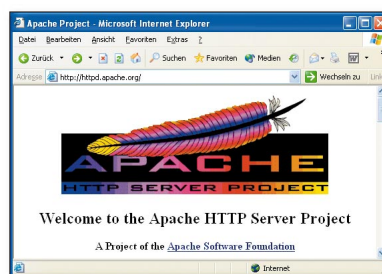 Apache Project - Microsoft Internet Explorer
Datei Bearbeiten Ansicht Favoriten Extras ?
Zurück Suchen Favoriten Medien
Adresse http://httpd.apache.org/ Wechseln zu Links
APACHE
HTTP SERVER PROJECT
Welcome to the Apache HTTP Server Project
A Project of the Apache Software Foundation
Internet